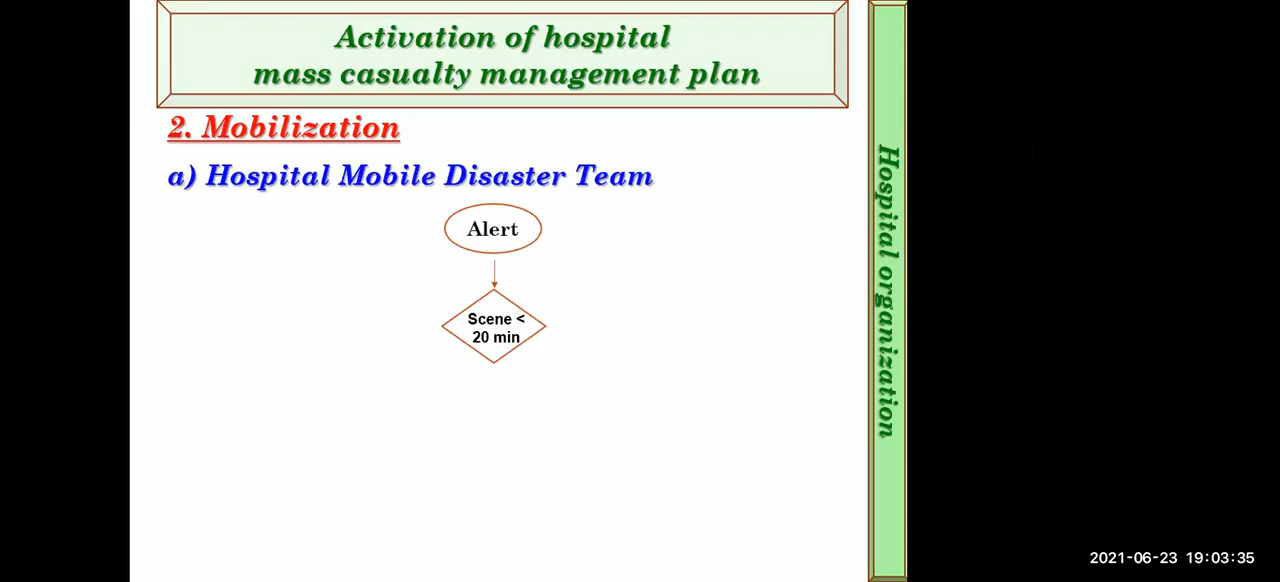 Activation of hospital
mass casualty management plan
2. Mobilization
a) Hospital Mobile Disaster Team
Alert
Scene <
20 min
Hospital organization
2021-06-23 19:03:35